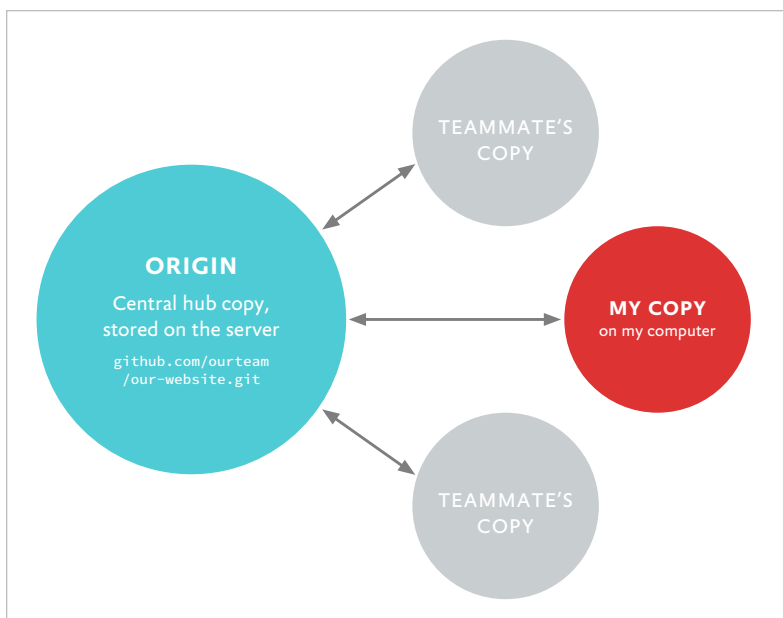 TEAMMATE'S
COPY
ORIGIN
Central hub copy,
stored on the server
github.com/ourteam
/our-website.git
MY COPY
on my computer
TEAMMATE'S
COPY